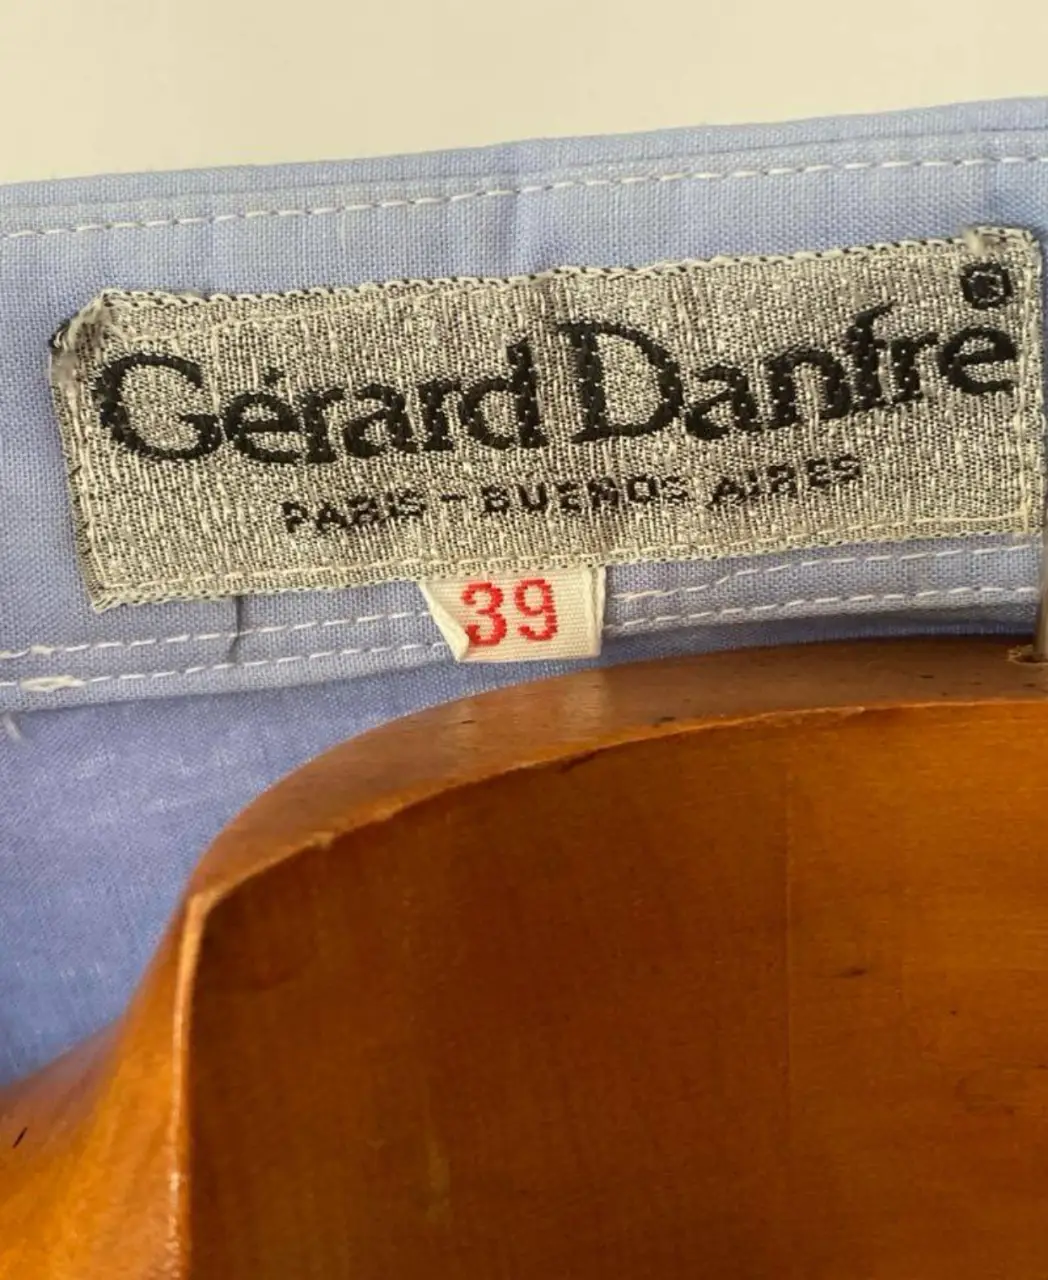 Gérard Danfré®
PARIS - BUENOS AIRES
39